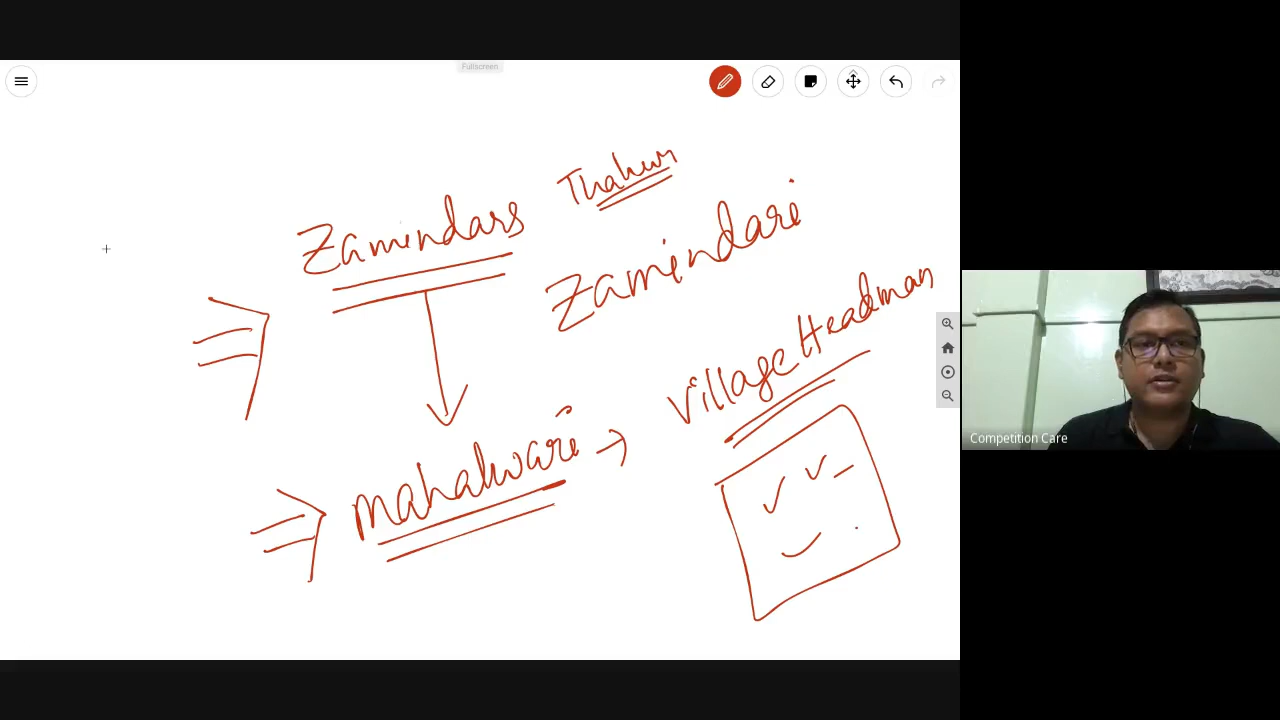 Fullscreen
Thakur
Zamindars
Zamindari
Village Headman
mahalwari →
Competition Care